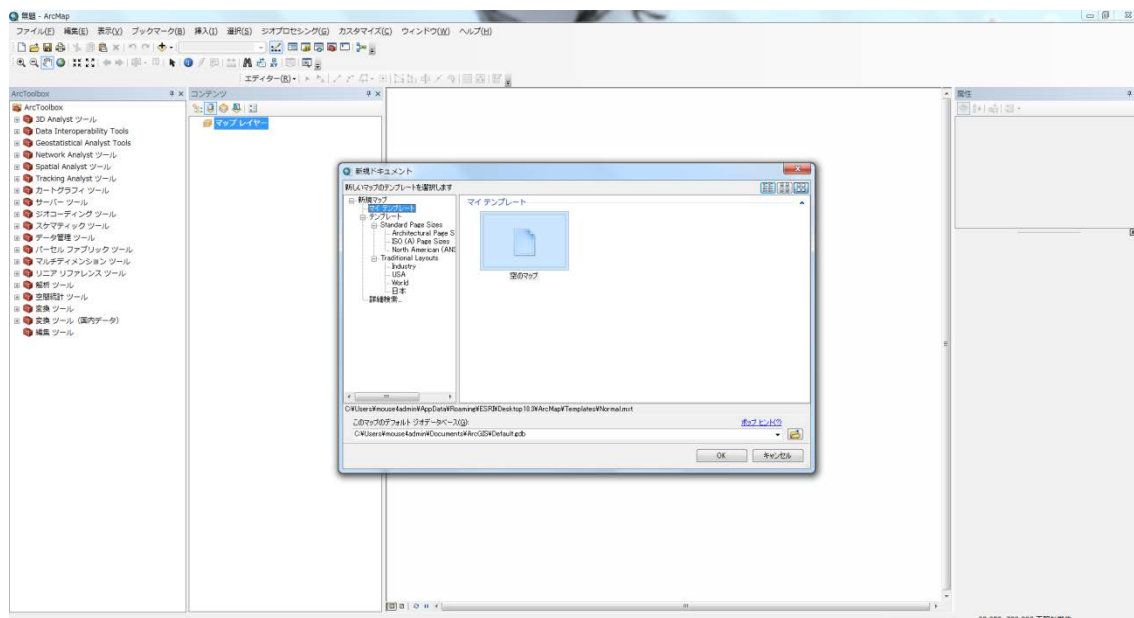 無題 - ArcMap
ファイル(F) 編集(E) 表示(V) ブックマーク(B) 挿入(I) 選択(S) ジオプロセシング(G) カスタマイズ(C) ウィンドウ(W) ヘルプ(H)
エディター(R)
ArcToolbox
ArcToolbox
3D Analyst ツール
Data Interoperability Tools
Geostatistical Analyst Tools
Network Analyst ツール
Spatial Analyst ツール
Tracking Analyst ツール
カートグラフィ ツール
サーバー ツール
ジオコーディング ツール
スケマティック ツール
データ管理 ツール
パーセル ファブリック ツール
マルチディメンション ツール
リニア リファレンス ツール
解析 ツール
空間統計 ツール
変換 ツール
変換 ツール (国内データ)
編集 ツール
コンテンツ
マップ レイヤー
新規ドキュメント
新しいマップのテンプレートを選択します
新規マップ
マイ テンプレート
テンプレート
Standard Page Sizes
Architectural Page S
ISO (A) Page Sizes
North American (ANS
Traditional Layouts
Industry
USA
World
日本
詳細検索...
マイ テンプレート
空のマップ
C:¥Users¥mouse4admin¥AppData¥Roaming¥ESRI¥Desktop10.3¥ArcMap¥Templates¥Normal.mxt
このマップのデフォルト ジオデータベース(G):
ポップ ヒント(?)
C:¥Users¥mouse4admin¥Documents¥ArcGIS¥Default.gdb
OK キャンセル
属性